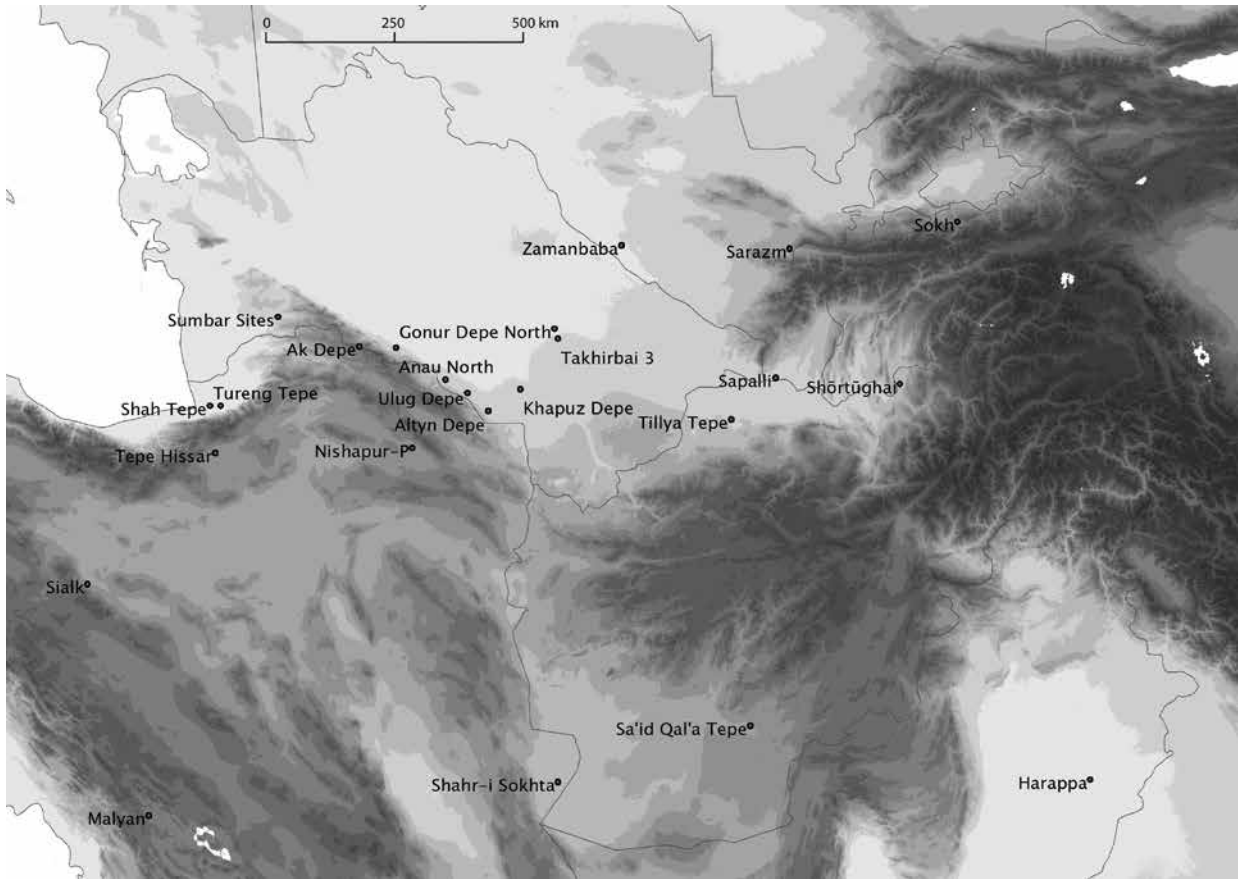 0 250 500 km
Sokh
Zamanbaba
Sarazm
Sumbar Sites
Gonur Depe North
Ak Depe
Takhirbai 3
Anau North
Sapalli
Shōrtūghai
Tureng Tepe
Ulug Depe
Khapuz Depe
Shah Tepe
Altyn Depe
Tillya Tepe
Tepe Hissar
Nishapur-P
Sialk
Sa'id Qal'a Tepe
Shahr-i Sokhta
Harappa
Malyan